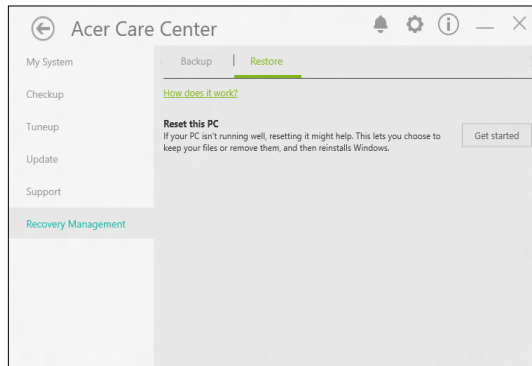 Acer Care Center
My System
Checkup
Tuneup
Update
Support
Recovery Management
Backup | Restore
How does it work?
Reset this PC
If your PC isn't running well, resetting it might help. This lets you choose to
keep your files or remove them, and then reinstalls Windows.
Get started